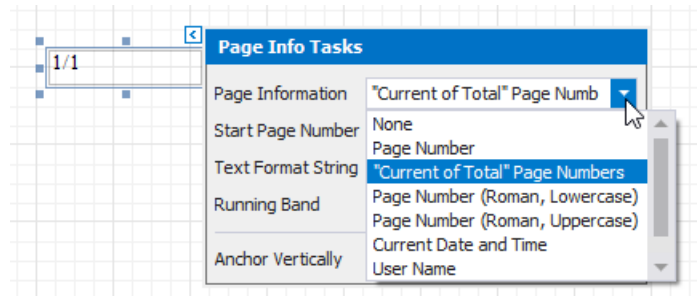 1/1
Page Info Tasks
Page Information "Current of Total" Page Numb
Start Page Number
Text Format String
Running Band
Anchor Vertically
None
Page Number
"Current of Total" Page Numbers
Page Number (Roman, Lowercase)
Page Number (Roman, Uppercase)
Current Date and Time
User Name